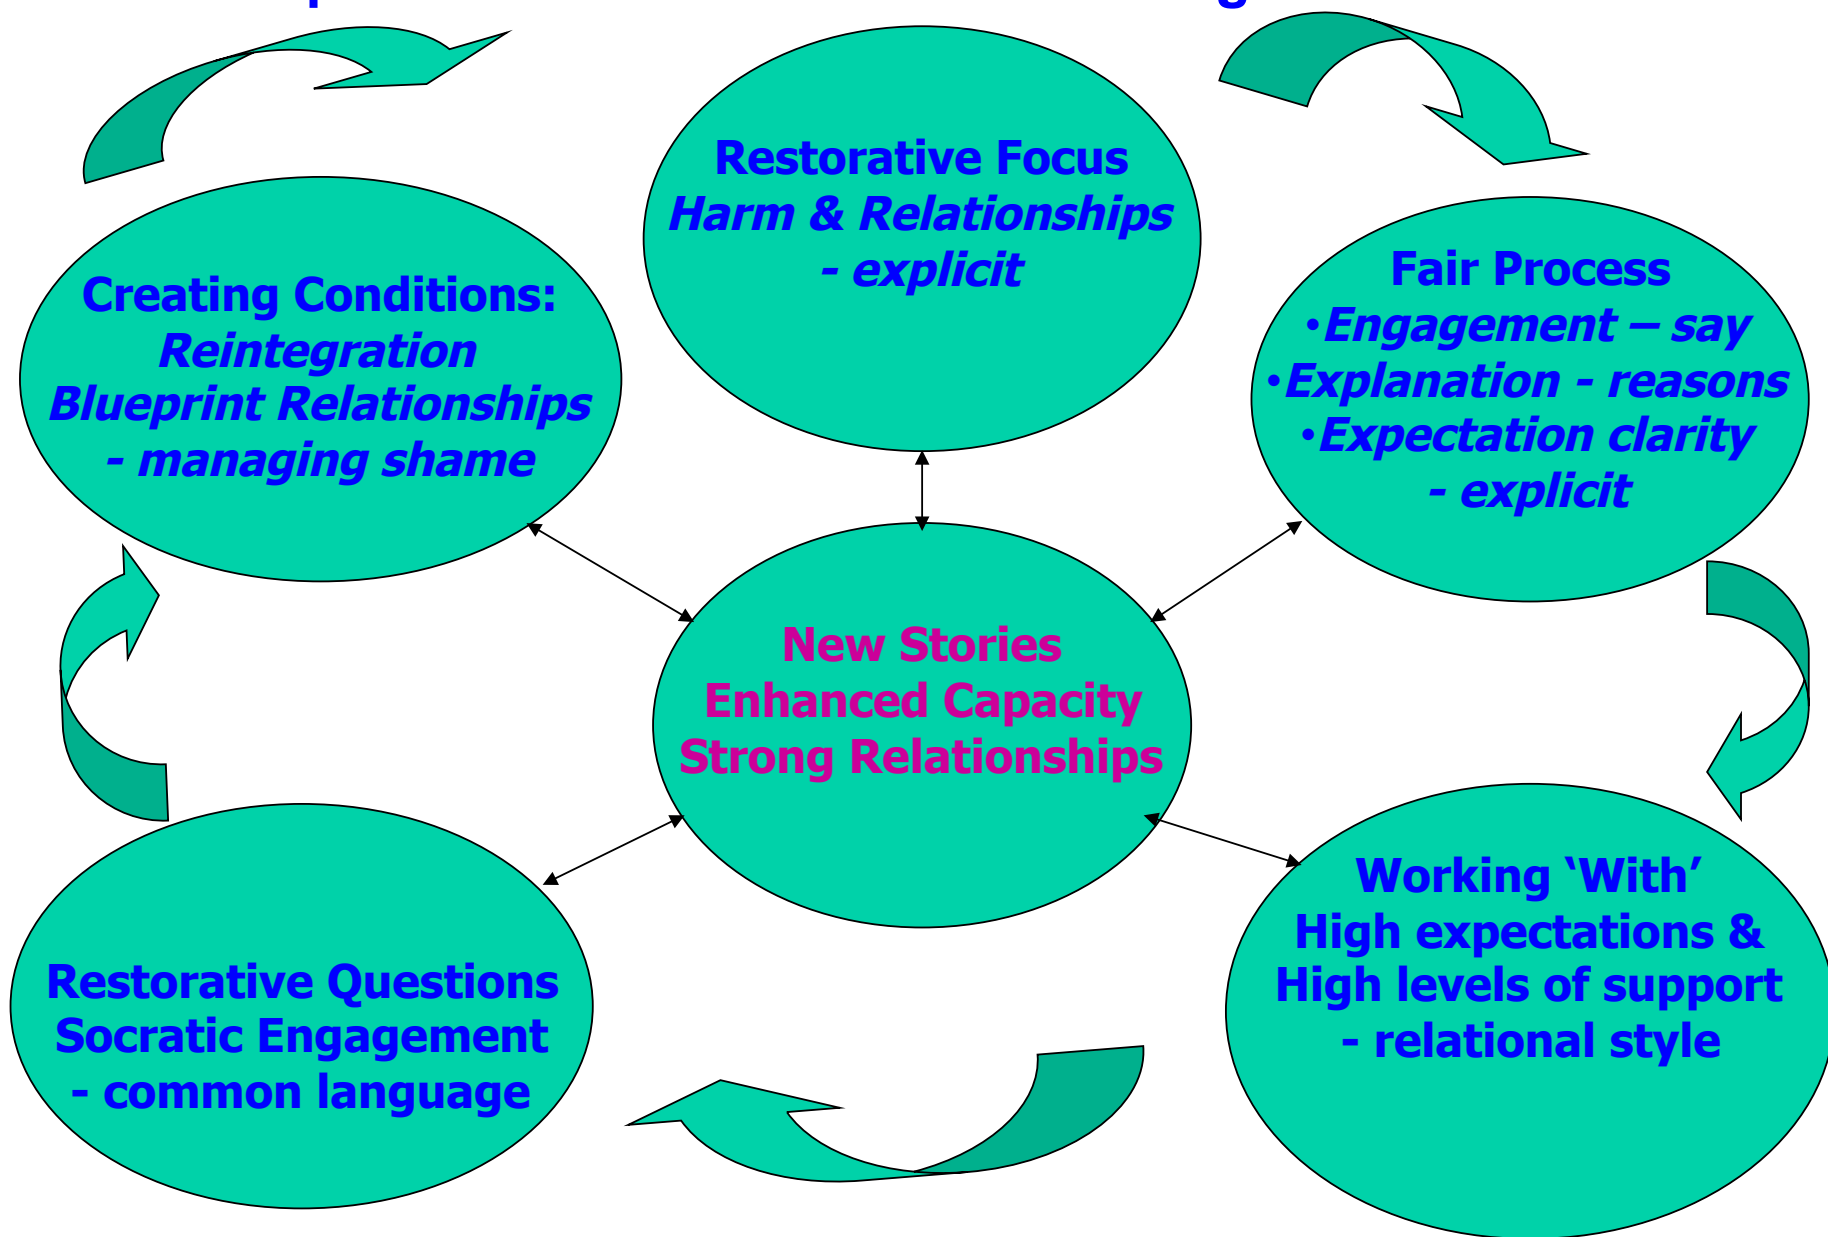 Restorative Focus
Harm & Relationships
- explicit
Creating Conditions:
Reintegration
Blueprint Relationships
- managing shame
Fair Process
•Engagement – say
•Explanation - reasons
•Expectation clarity
- explicit
New Stories
Enhanced Capacity
Strong Relationships
Restorative Questions
Socratic Engagement
- common language
Working ‘With’
High expectations &
High levels of support
- relational style